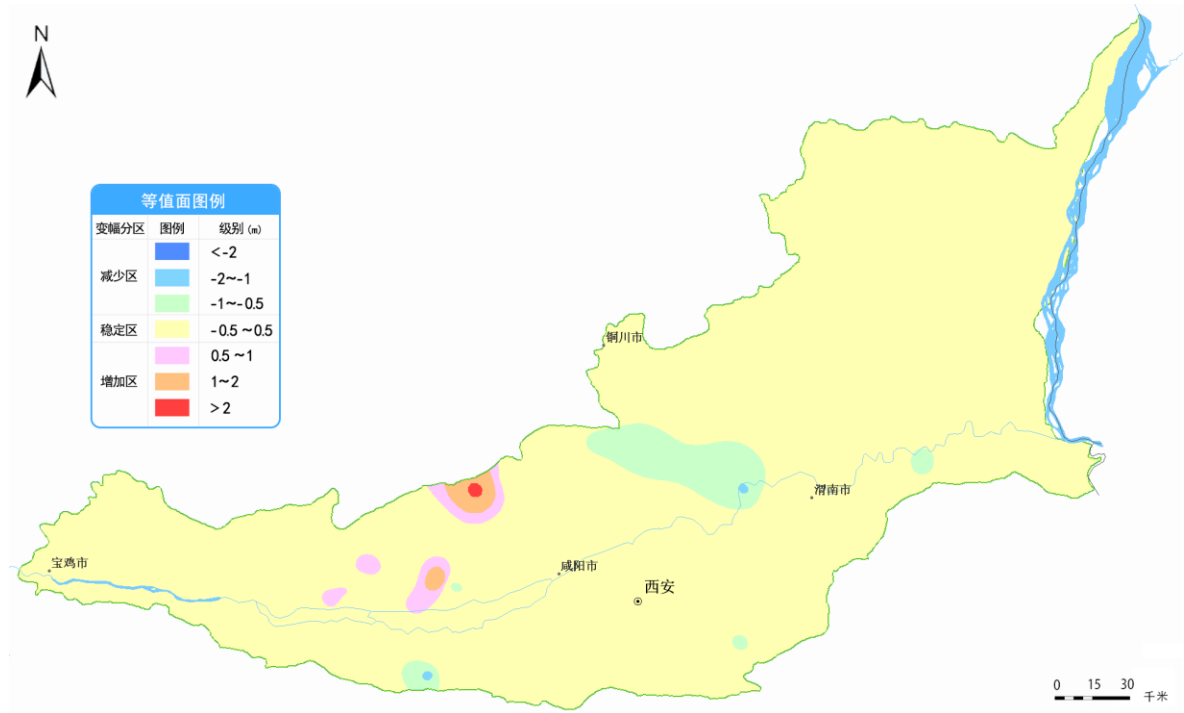 N
等值面图例
变幅分区 图例 级别 (m)
<-2
减少区
-2~-1
-1~-0.5
稳定区
-0.5~0.5
0.5~1
增加区
1~2
>2
铜川市
渭南市
宝鸡市
咸阳市
西安
0 15 30
千米